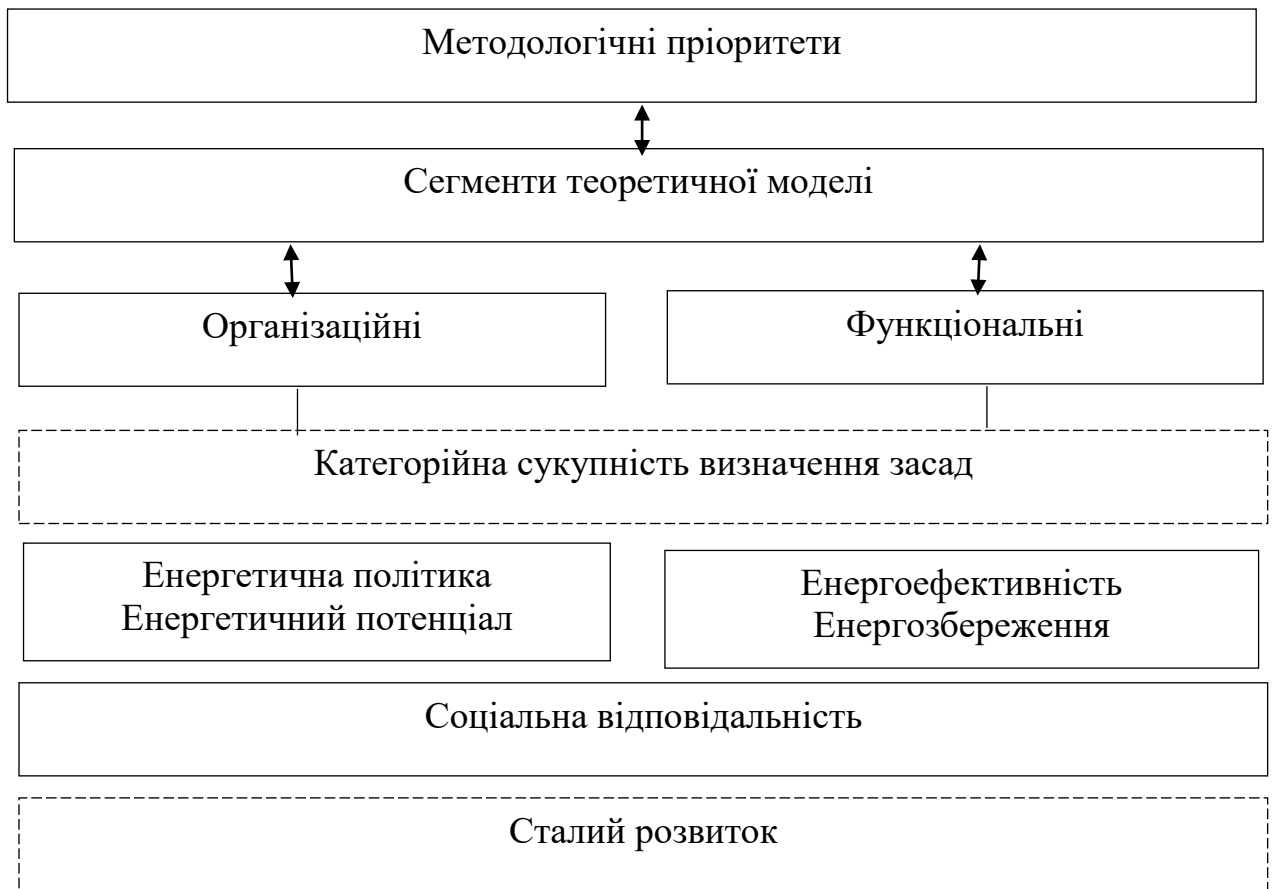 Методологічні пріоритети
Сегменти теоретичної моделі
Організаційні
Функціональні
Категорійна сукупність визначення засад
Енергетична політика
Енергетичний потенціал
Енергоефективність
Енергозбереження
Соціальна відповідальність
Сталий розвиток